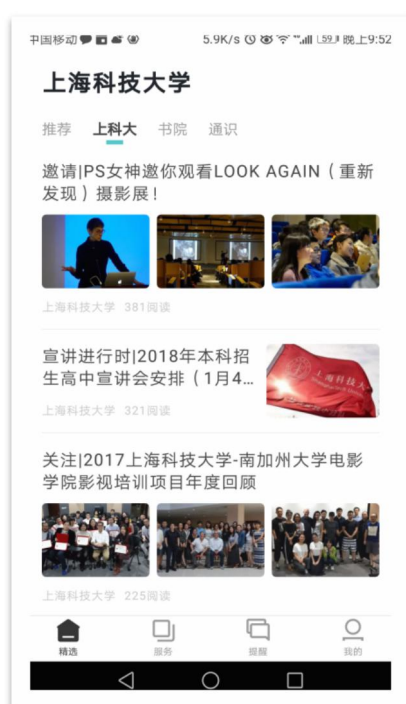 中国移动 5.9K/s 59 晚上9:52
上海科技大学
推荐 上科大 书院 通识
邀请|PS女神邀你观看LOOK AGAIN（重新
发现）摄影展！
上海科技大学 381阅读
宣讲进行时|2018年本科招
生高中宣讲会安排（1月4...
上海科技大学
上海科技大学 321阅读
关注|2017上海科技大学-南加州大学电影
学院影视培训项目年度回顾
上海科技大学 225阅读
精选 服务 提醒 我的